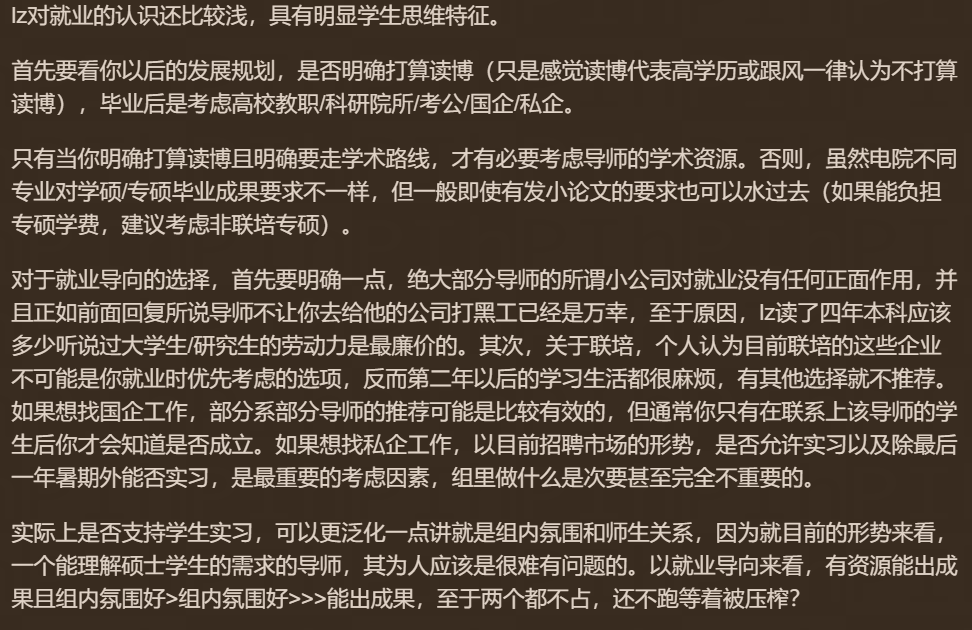 lz对就业的认识还比较浅，具有明显学生思维特征。
首先要看你以后的发展规划，是否明确打算读博（只是感觉读博代表高学历或跟风一律认为不打算
读博），毕业后是考虑高校教职/科研院所/考公/国企/私企。
只有当你明确打算读博且明确要走学术路线，才有必要考虑导师的学术资源。否则，虽然电院不同
专业对学硕/专硕毕业成果要求不一样，但一般即使有发小论文的要求也可以水过去（如果能负担
专硕学费，建议考虑非联培专硕）。
对于就业导向的选择，首先要明确一点，绝大部分导师的所谓小公司对就业没有任何正面作用，并
且正如前面回复所说导师不让你去给他的公司打黑工已经是万幸，至于原因，lz读了四年本科应该
多少听说过大学生/研究生的劳动力是最廉价的。其次，关于联培，个人认为目前联培的这些企业
不可能是你就业时优先考虑的选项，反而第二年以后的学习生活都很麻烦，有其他选择就不推荐。
如果想找国企工作，部分系部分导师的推荐可能是比较有效的，但通常你只有在联系上该导师的学
生后你才会知道是否成立。如果想找私企工作，以目前招聘市场的形势，是否允许实习以及除最后
一年暑期外能否实习，是最重要的考虑因素，组里做什么是次要甚至完全不重要的。
实际上是否支持学生实习，可以更泛化一点讲就是组内氛围和师生关系，因为就目前的形势来看，
一个能理解硕士学生的需求的导师，其为人应该是很难有问题的。以就业导向来看，有资源能出成
果且组内氛围好>组内氛围好>>>能出成果，至于两个都不占，还不跑等着被压榨？